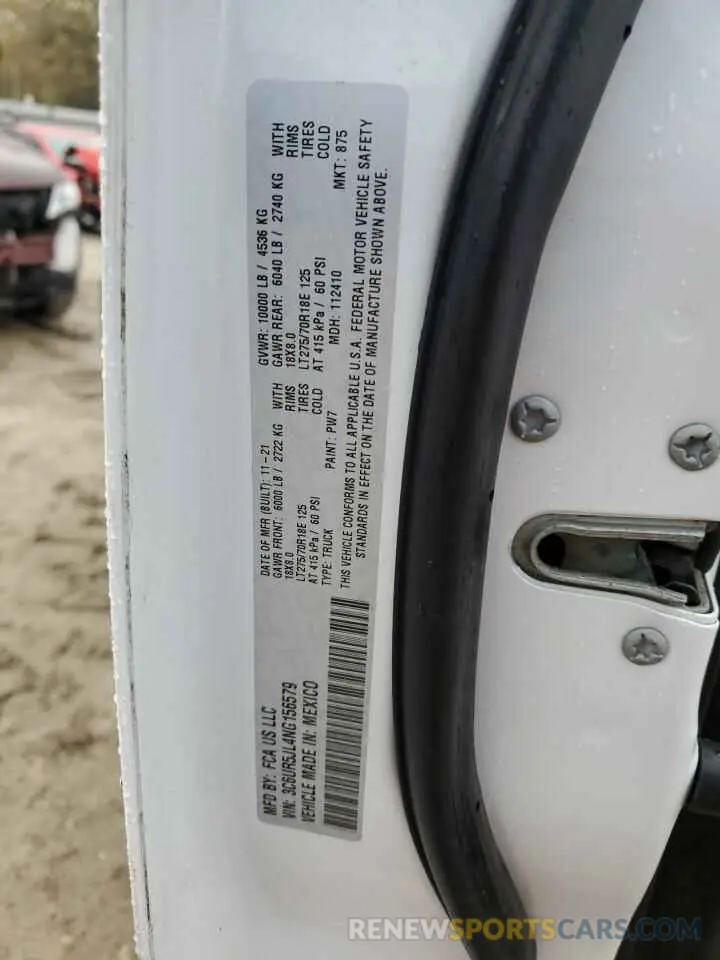 MFD BY: FCA US LLC
VIN: 3C6UR5JL4NG156579
VEHICLE MADE IN: MEXICO
DATE OF MFR (BUILT): 11-21
GAWR FRONT: 6000 LB / 2722 KG WITH
18X8.0 RIMS
LT275/70R18E 125 TIRES
AT 415 kPa / 60 PSI COLD
TYPE: TRUCK PAINT: PW7
GVWR: 10000 LB / 4536 KG
GAWR REAR: 6040 LB / 2740 KG WITH
18X8.0 RIMS
LT275/70R18E 125 TIRES
AT 415 kPa / 60 PSI COLD
MDH: 112410 MKT: 875
THIS VEHICLE CONFORMS TO ALL APPLICABLE U.S.A. FEDERAL MOTOR VEHICLE SAFETY
STANDARDS IN EFFECT ON THE DATE OF MANUFACTURE SHOWN ABOVE.
RENEWSPORTSCARS.COM